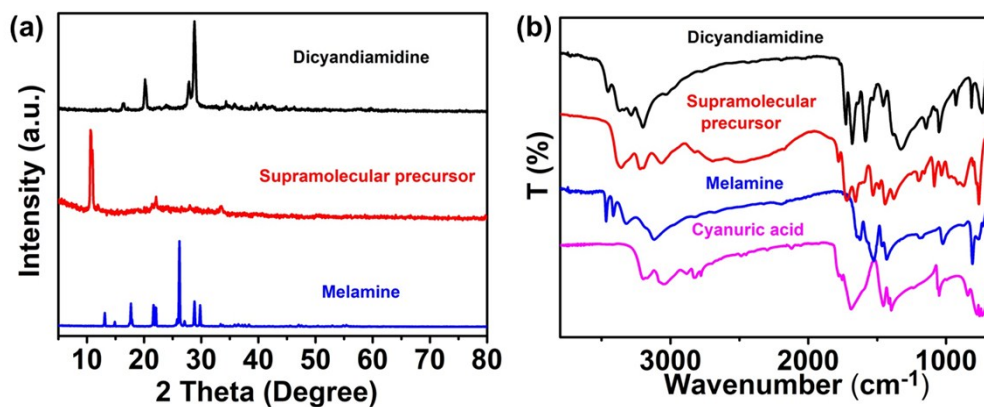 (a)
Dicyandiamidine
Supramolecular precursor
Melamine
Intensity (a.u.)
10 20 30 40 50 60 70 80
2 Theta (Degree)
(b)
Dicyandiamidine
Supramolecular
precursor
Melamine
Cyanuric acid
T (%)
3000 2000 1000
Wavenumber (cm-1)